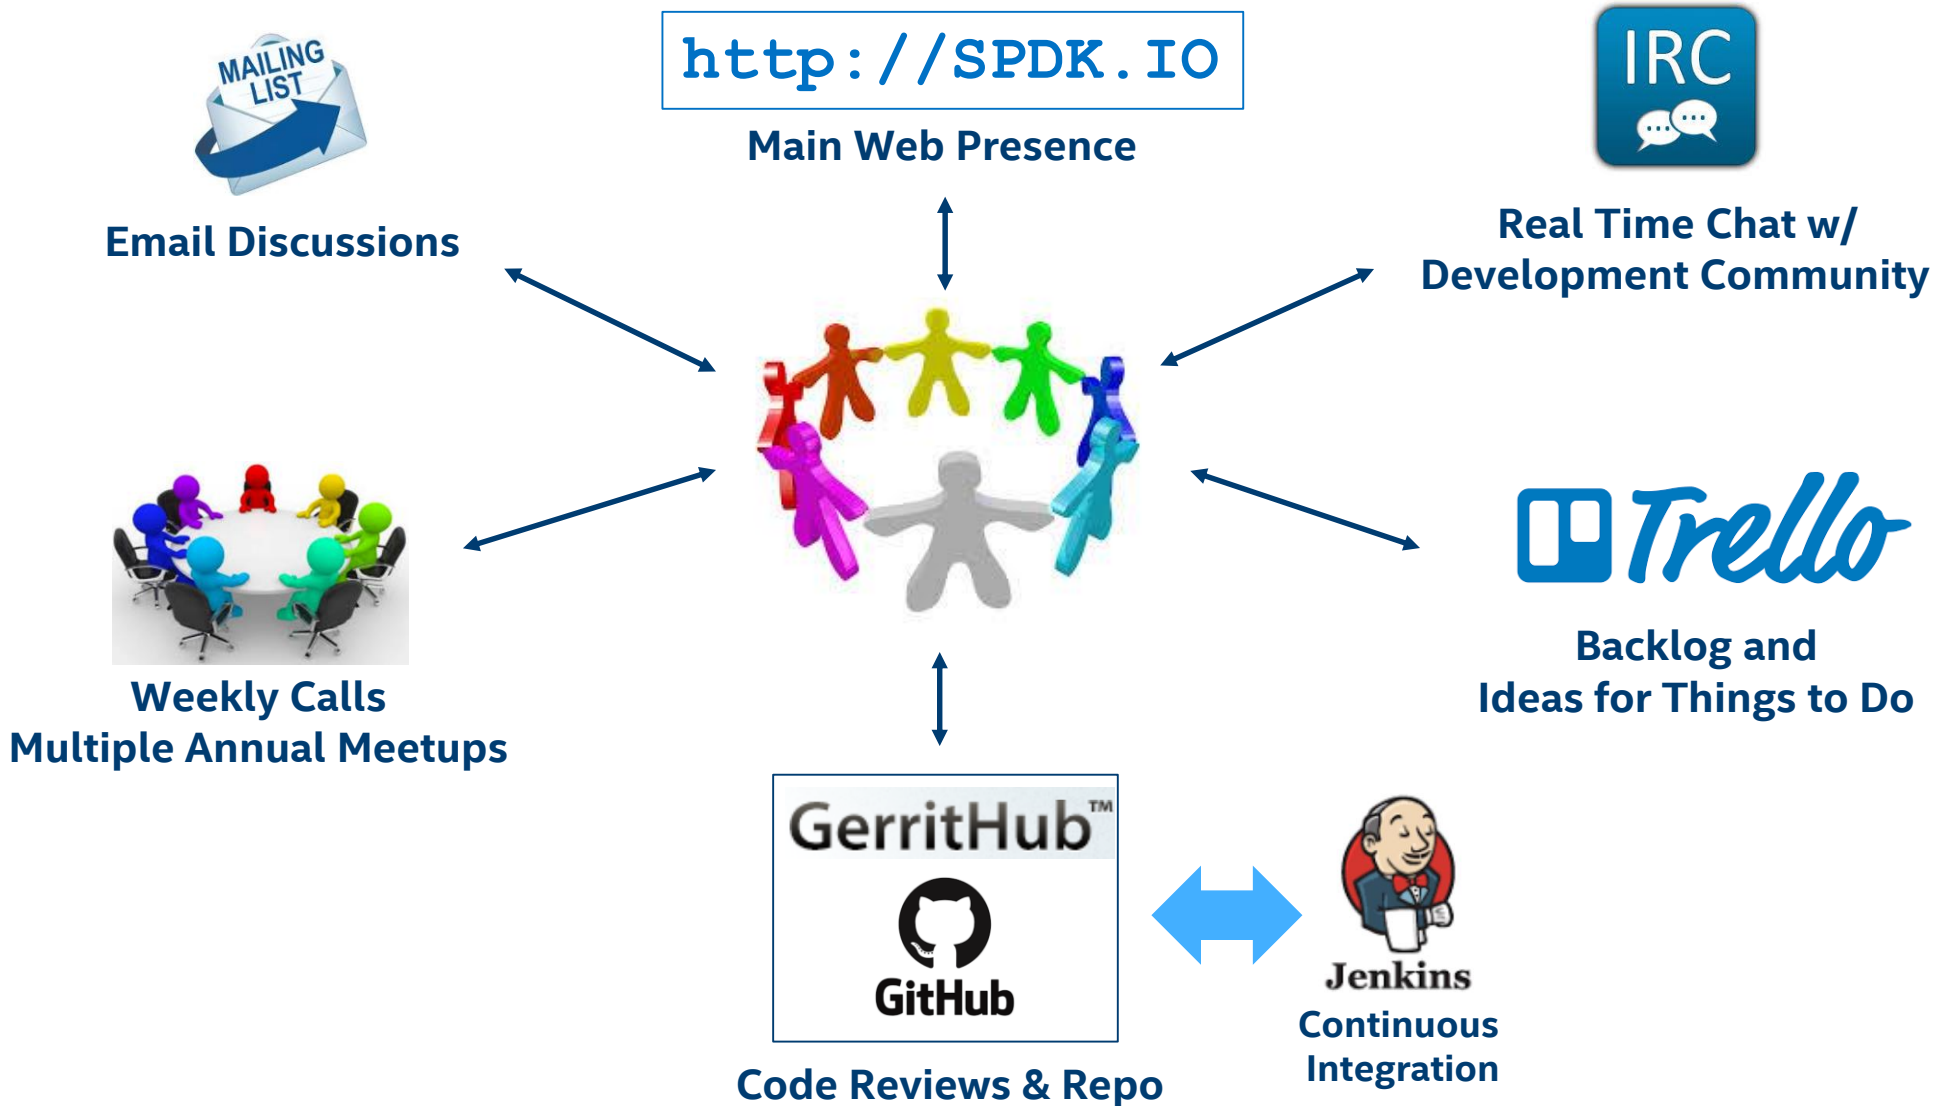 MAILING
LIST
Email Discussions
http://SPDK.IO
Main Web Presence
IRC
Real Time Chat w/
Development Community
Weekly Calls
Multiple Annual Meetups
Trello
Backlog and
Ideas for Things to Do
GerritHub™
GitHub
Code Reviews & Repo
Jenkins
Continuous
Integration